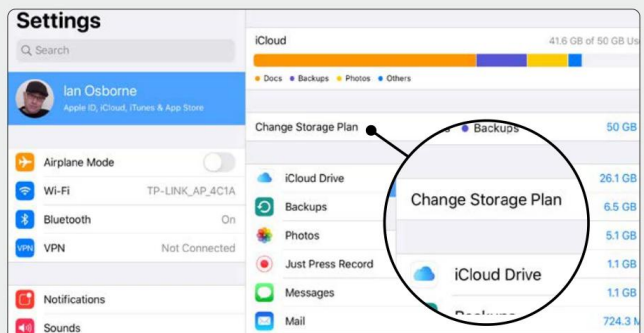 Settings
Search
Ian Osborne
Apple ID, iCloud, iTunes & App Store
Airplane Mode
Wi-Fi TP-LINK_AP_4C1A
Bluetooth On
VPN VPN Not Connected
Notifications
Sounds
iCloud 41.6 GB of 50 GB Us
Docs Backups Photos Others
Change Storage Plan 50 GB
iCloud Drive 26.1 GB
Backups 6.5 GB
Photos 5.1 GB
Just Press Record 1.1 GB
Messages 1.1 GB
Mail 724.3 M
s Backups
Change Storage Plan
iCloud Drive